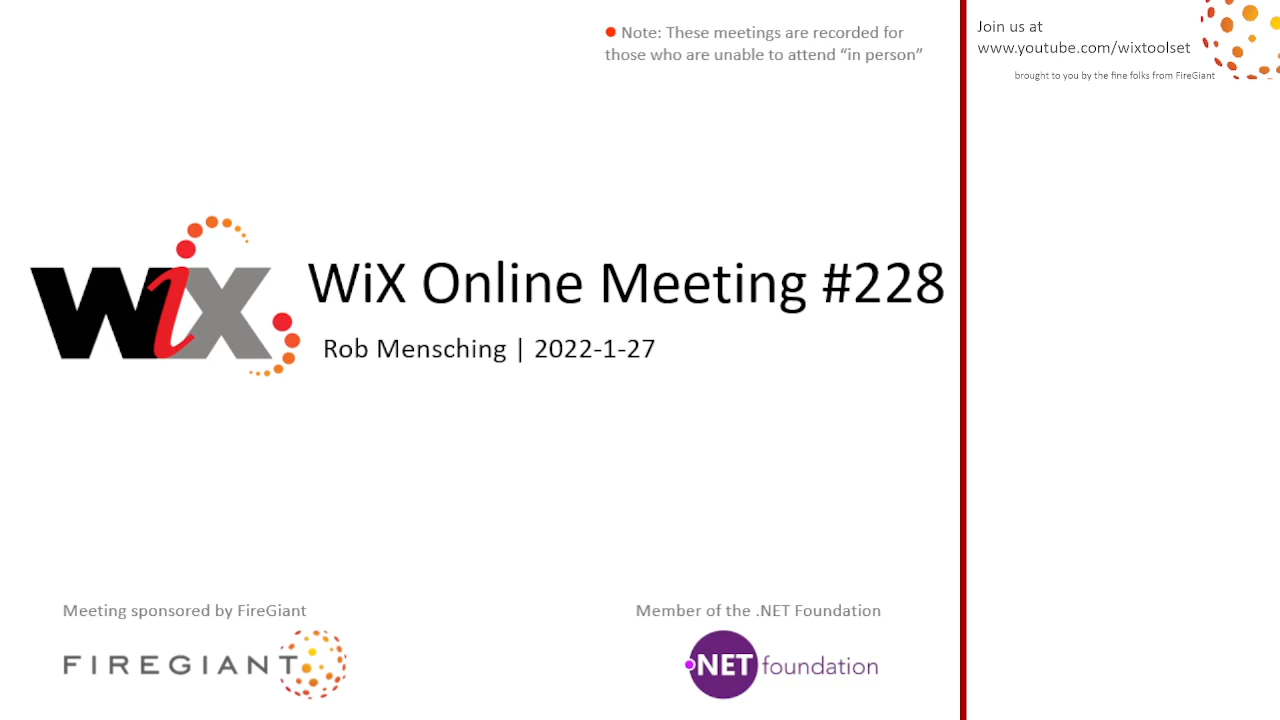 Note: These meetings are recorded for
those who are unable to attend “in person”
Join us at
www.youtube.com/wixtoolset
brought to you by the fine folks from FireGiant
WiX
WiX Online Meeting #228
Rob Mensching | 2022-1-27
Meeting sponsored by FireGiant
FIREGIANT
Member of the .NET Foundation
.NET foundation